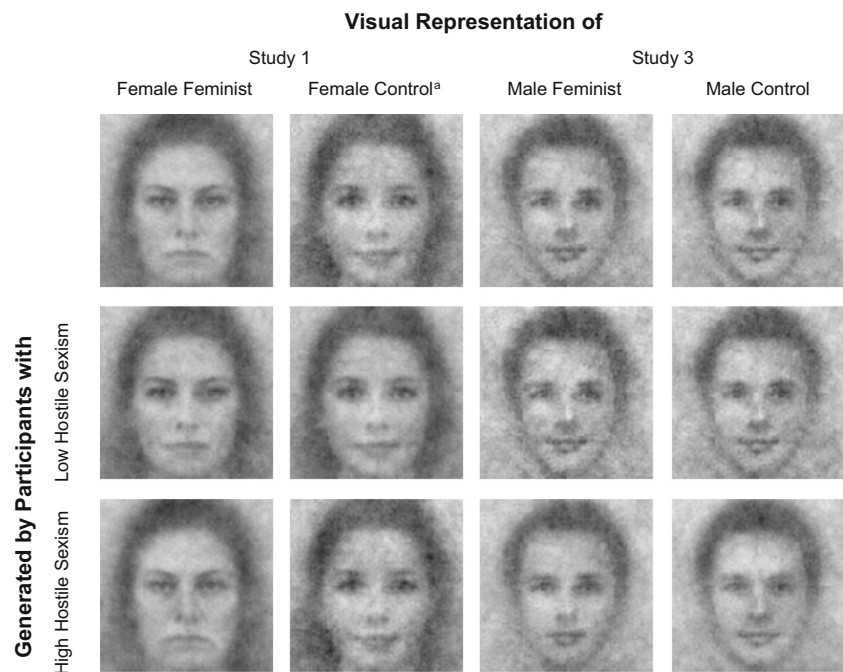 Visual Representation of
Study 1
Study 3
Female Feminist
Female Controlᵃ
Male Feminist
Male Control
Generated by Participants with
Low Hostile Sexism
High Hostile Sexism